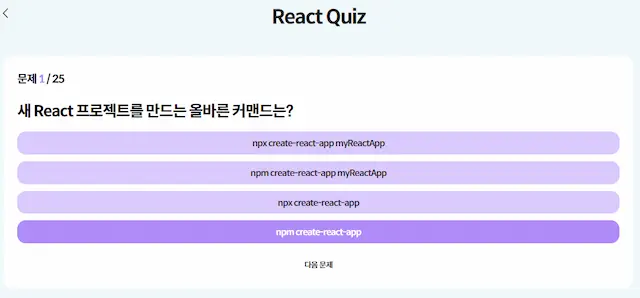 React Quiz
문제 1 / 25
새 React 프로젝트를 만드는 올바른 커맨드는?
npx create-react-app myReactApp
npm create-react-app myReactApp
npx create-react-app
npm create-react-app
다음 문제